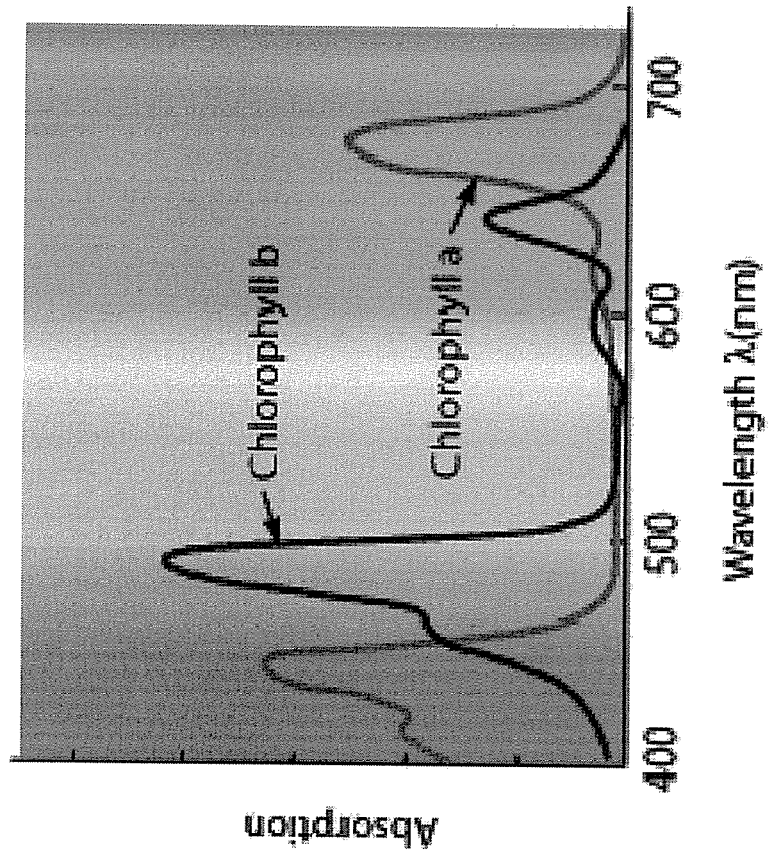 Absorption
Chlorophyll b
Chlorophyll a
400
500
600
700
Wavelength λ(nm)